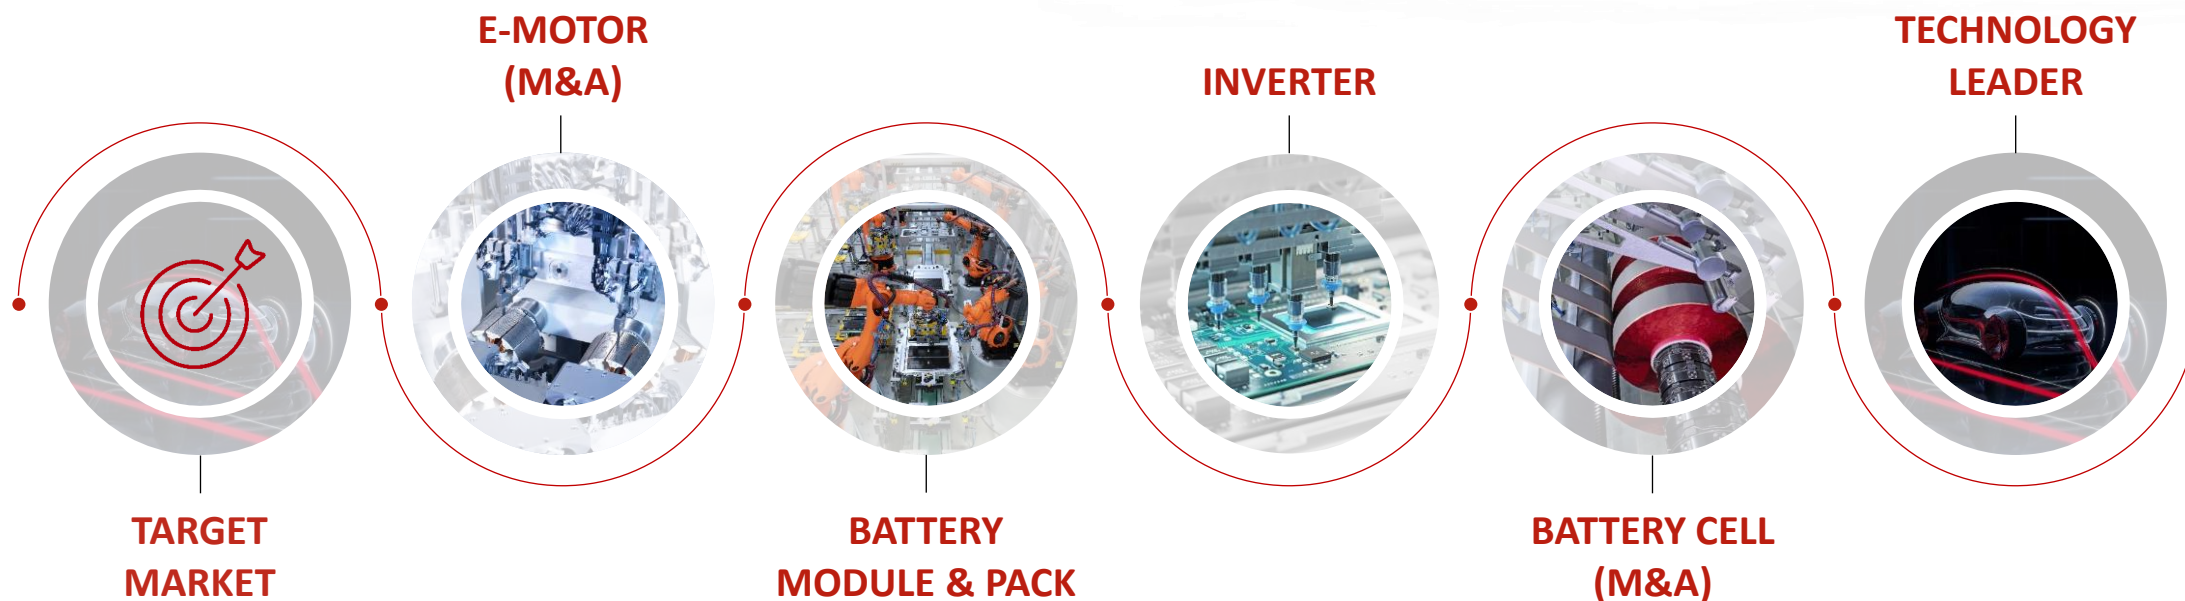 TARGET
MARKET
E-MOTOR
(M&A)
BATTERY
MODULE & PACK
INVERTER
BATTERY CELL
(M&A)
TECHNOLOGY
LEADER